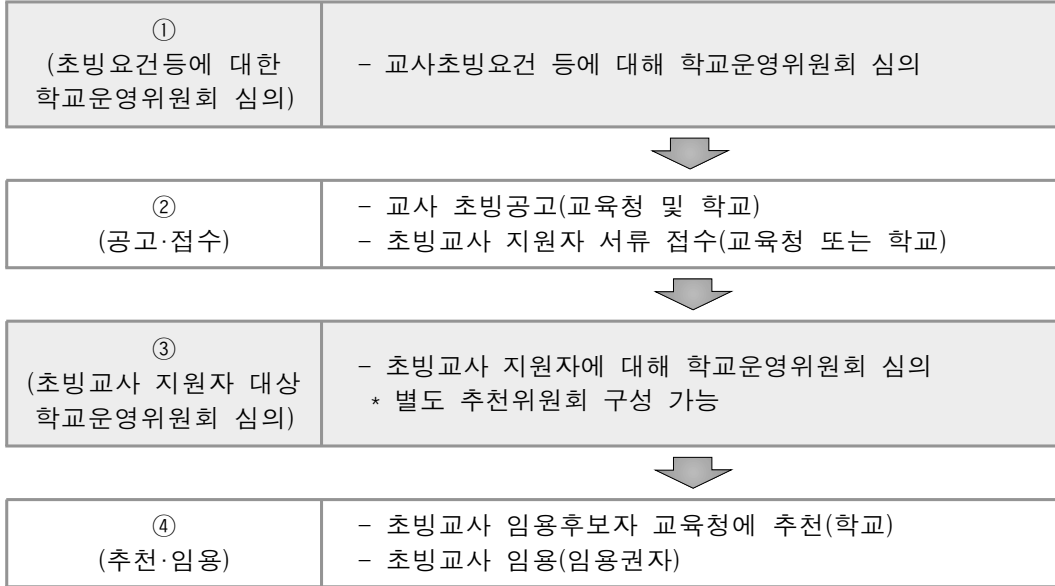 ①
(초빙요건등에 대한
학교운영위원회 심의)
- 교사초빙요건 등에 대해 학교운영위원회 심의
②
(공고·접수)
- 교사 초빙공고(교육청 및 학교)
- 초빙교사 지원자 서류 접수(교육청 또는 학교)
③
(초빙교사 지원자 대상
학교운영위원회 심의)
- 초빙교사 지원자에 대해 학교운영위원회 심의
* 별도 추천위원회 구성 가능
④
(추천·임용)
- 초빙교사 임용후보자 교육청에 추천(학교)
- 초빙교사 임용(임용권자)